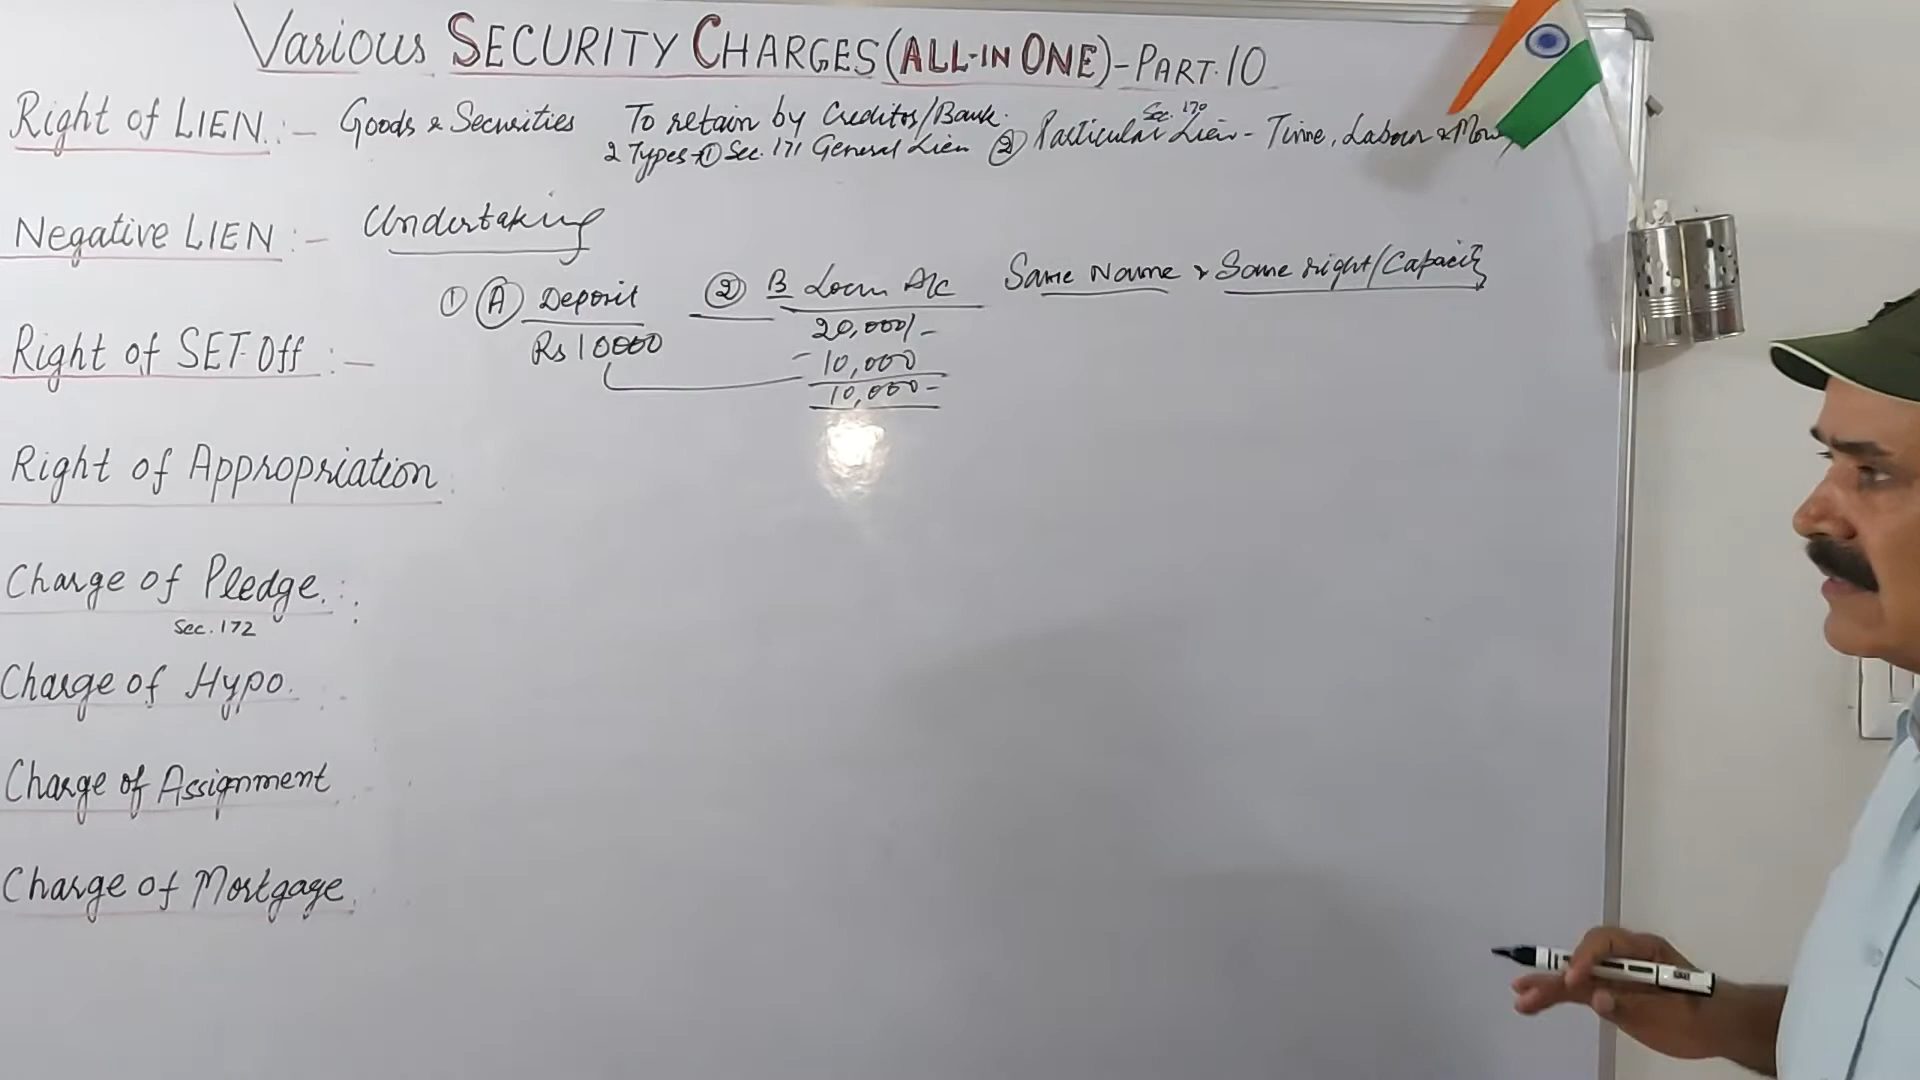 VARIOUS SECURITY CHARGES (ALL-IN ONE) - PART. 10
Right of LIEN :- Goods & Securities To retain by Creditors/Bank.
2 Types → ① Sec. 171 General Lien ② Particular Lien - Time, Labour &
Sec. 170
Negative LIEN :- Undertaking
① A Deposit ② B Loan A/c Same Name & Same right/Capacity
Rs 10000 20,000/-
Right of SET-Off :- - 10,000
10,000-
Right of Appropriation
Charge of Pledge. :
Sec. 172
Charge of Hypo.
Charge of Assignment
Charge of Mortgage.